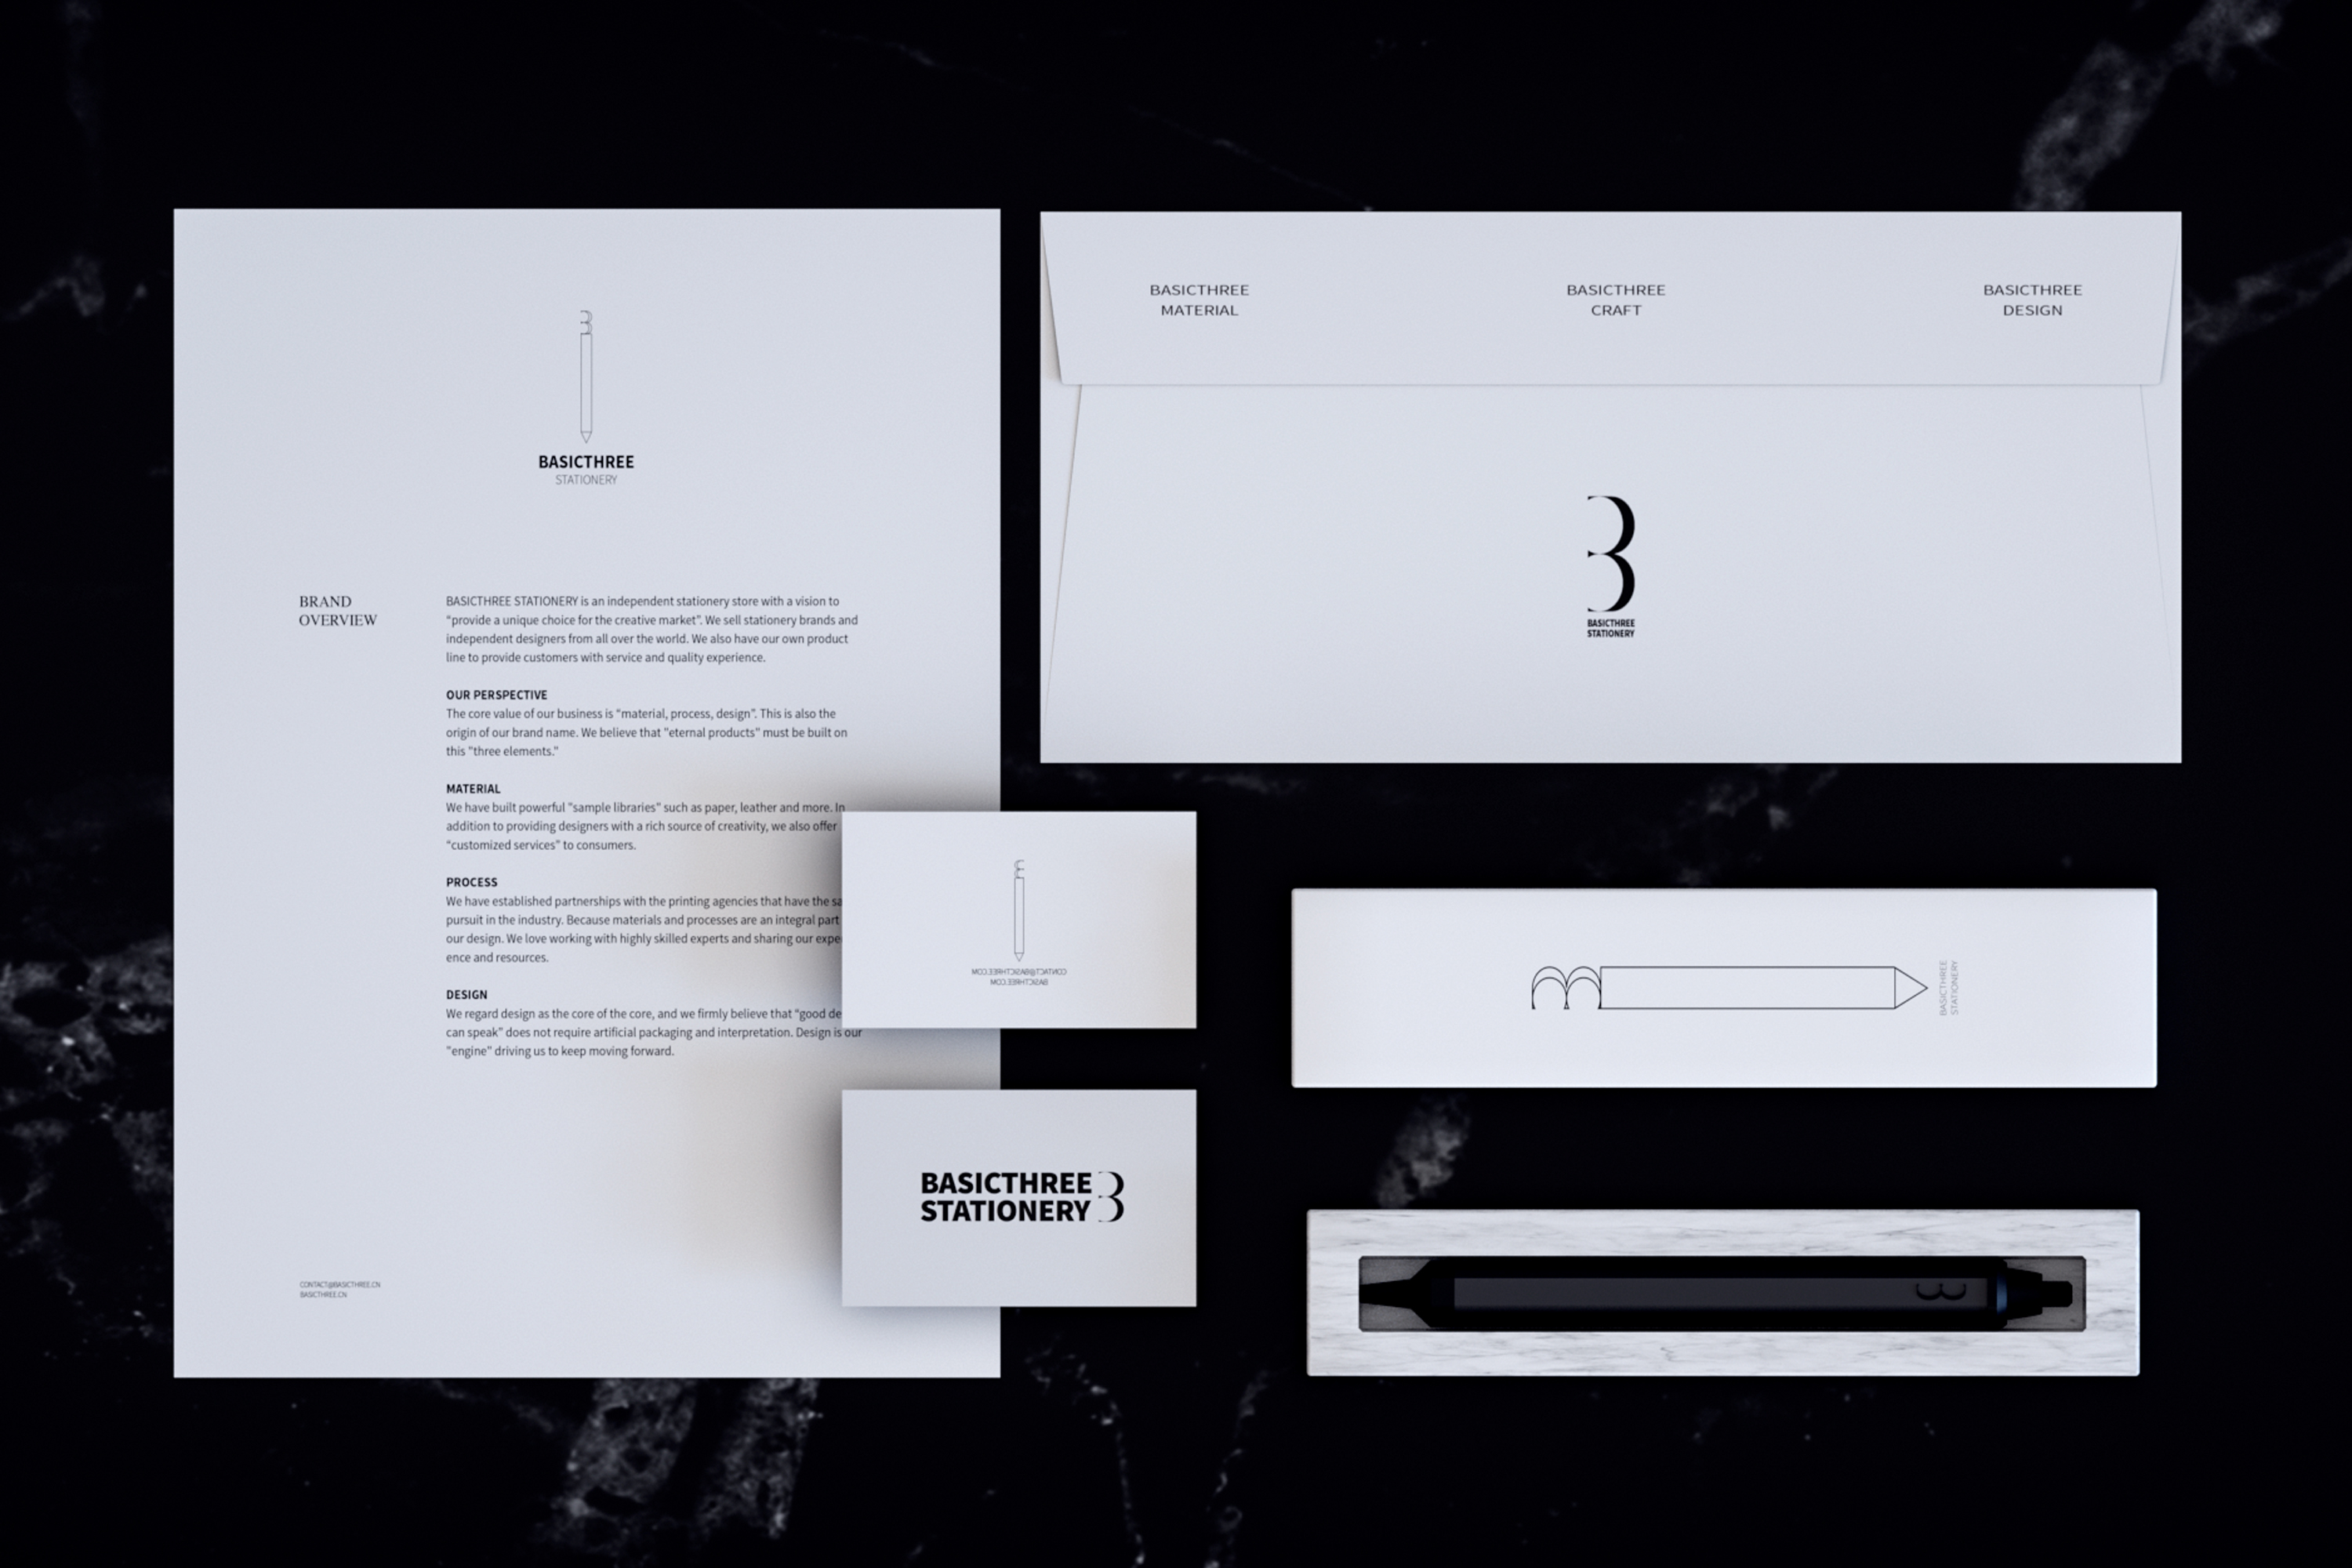 3
BASICTHREE
STATIONERY
BRAND
OVERVIEW
BASICTHREE STATIONERY is an independent stationery store with a vision to
“provide a unique choice for the creative market”. We sell stationery brands and
independent designers from all over the world. We also have our own product
line to provide customers with service and quality experience.
OUR PERSPECTIVE
The core value of our business is “material, process, design”. This is also the
origin of our brand name. We believe that "eternal products" must be built on
this "three elements."
MATERIAL
We have built powerful "sample libraries" such as paper, leather and more. In
addition to providing designers with a rich source of creativity, we also offer
“customized services” to consumers.
PROCESS
We have established partnerships with the printing agencies that have the sa
pursuit in the industry. Because materials and processes are an integral part
our design. We love working with highly skilled experts and sharing our expe
ence and resources.
DESIGN
We regard design as the core of the core, and we firmly believe that “good de
can speak” does not require artificial packaging and interpretation. Design is our
"engine" driving us to keep moving forward.
CONTACT@BASICTHREE.CN
BASICTHREE.CN
BASICTHREE
MATERIAL
BASICTHREE
CRAFT
BASICTHREE
DESIGN
3
BASICTHREE
STATIONERY
3
CONTACT@BASICTHREE.COM
BASICTHREE.COM
BASICTHREE
STATIONERY 3
3
BASICTHREE
STATIONERY
3